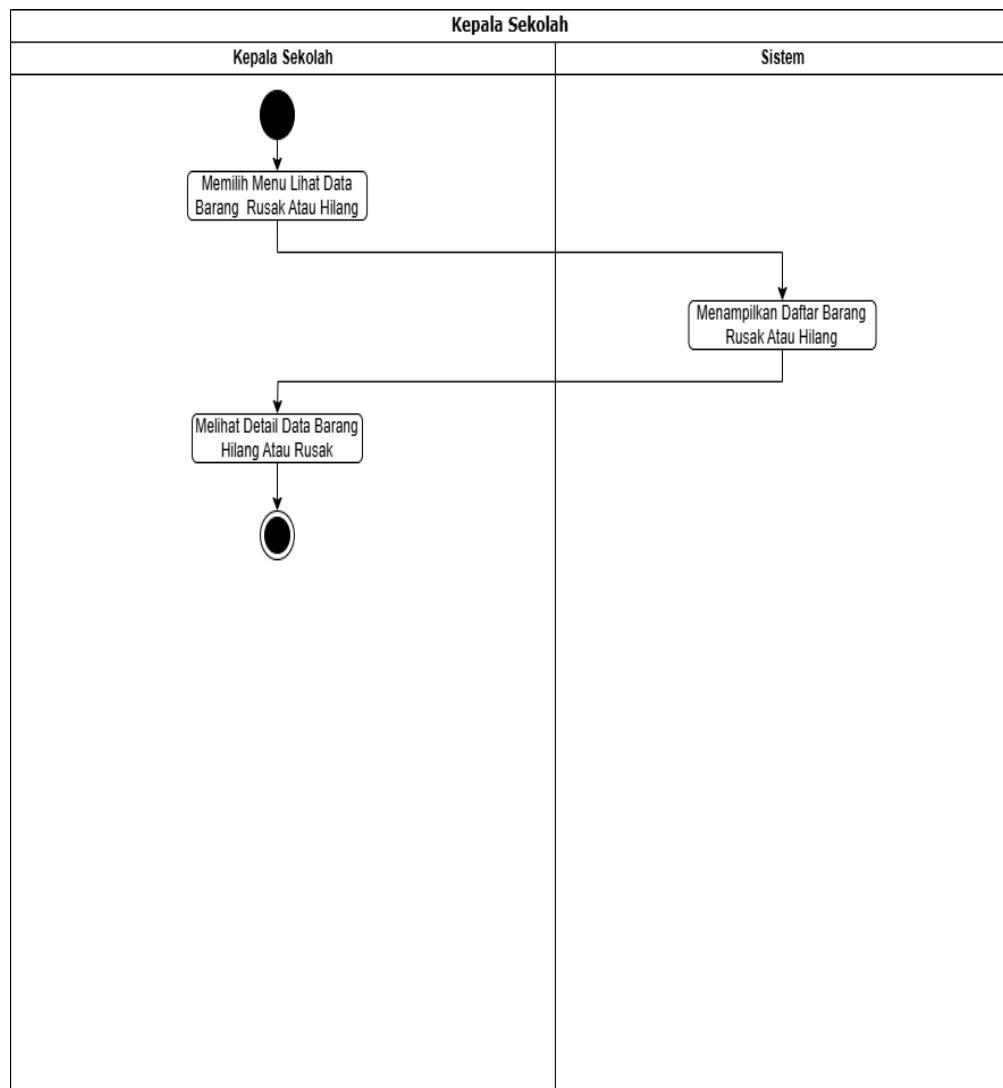 Kepala Sekolah
Kepala Sekolah
Sistem
Memilih Menu Lihat Data
Barang Rusak Atau Hilang
Menampilkan Daftar Barang
Rusak Atau Hilang
Melihat Detail Data Barang
Hilang Atau Rusak